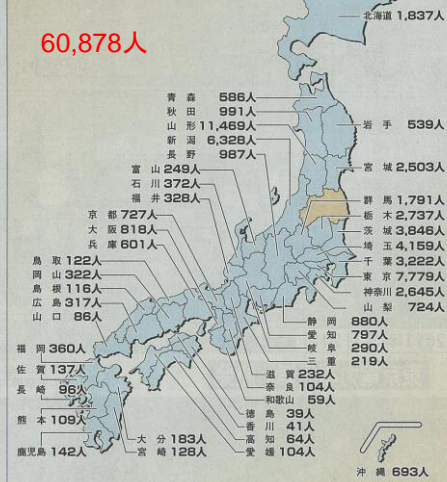 北海道 1,837人
60,878人
青森 586人
秋田 991人
山形 11,469人
新潟 6,328人
長野 987人
岩手 539人
宮城 2,503人
富山 249人
石川 372人
福井 328人
群馬 1,791人
栃木 2,737人
茨城 3,846人
埼玉 4,159人
千葉 3,222人
東京 7,779人
神奈川 2,645人
山梨 724人
京都 727人
大阪 818人
兵庫 601人
鳥取 122人
岡山 322人
島根 116人
広島 317人
山口 86人
静岡 880人
愛知 797人
岐阜 290人
三重 219人
滋賀 232人
奈良 104人
和歌山 59人
福岡 360人
佐賀 137人
長崎 96人
熊本 109人
鹿児島 142人
大分 183人
宮崎 128人
徳島 39人
香川 41人
高知 64人
愛媛 104人
沖縄 693人